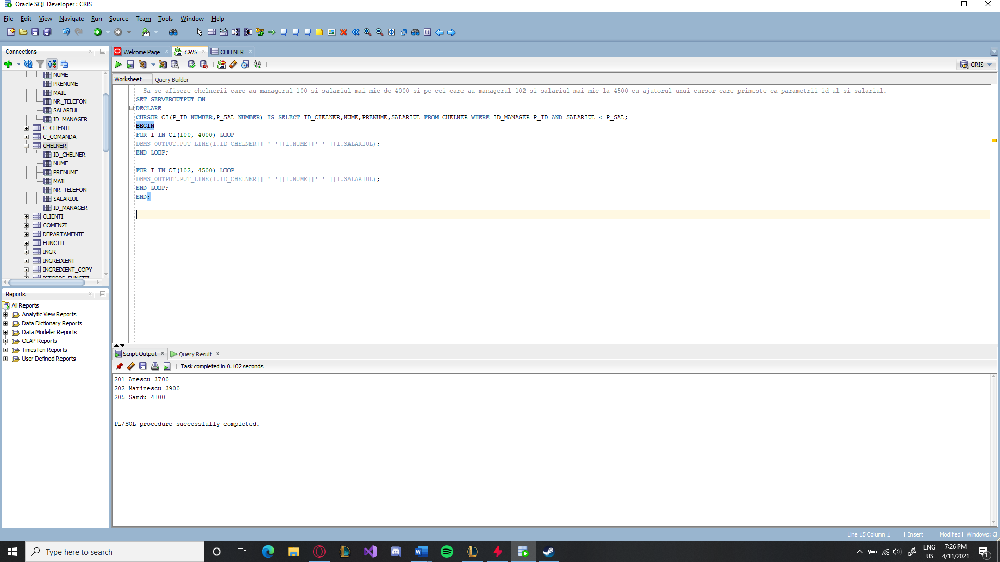 Oracle SQL Developer : CRIS
File Edit View Navigate Run Source Team Tools Window Help
Connections
NUME
PRENUME
MAIL
NR_TELEFON
SALARIUL
ID_MANAGER
C_CLIENTI
C_COMANDA
CHELNER
ID_CHELNER
NUME
PRENUME
MAIL
NR_TELEFON
SALARIUL
ID_MANAGER
CLIENTI
COMENZI
DEPARTAMENTE
FUNCTII
INGR
INGREDIENT
INGREDIENT_COPY
ISTORIC_FUNCTII
Reports
All Reports
Analytic View Reports
Data Dictionary Reports
Data Modeler Reports
OLAP Reports
TimesTen Reports
User Defined Reports
Welcome Page CRIS CHELNER
CRIS
Worksheet Query Builder
--Sa se afiseze chelnerii care au managerul 100 si salariul mai mic de 4000 si pe cei care au managerul 102 si salariul mai mic la 4500 cu ajutorul unui cursor care primeste ca parametrii id-ul si salariul.
SET SERVEROUTPUT ON
DECLARE
CURSOR CI(P_ID NUMBER,P_SAL NUMBER) IS SELECT ID_CHELNER,NUME,PRENUME,SALARIUL FROM CHELNER WHERE ID_MANAGER=P_ID AND SALARIUL < P_SAL;
BEGIN
FOR I IN CI(100, 4000) LOOP
DBMS_OUTPUT.PUT_LINE(I.ID_CHELNER|| ' '||I.NUME||' ' ||I.SALARIUL);
END LOOP;
FOR I IN CI(102, 4500) LOOP
DBMS_OUTPUT.PUT_LINE(I.ID_CHELNER|| ' '||I.NUME||' ' ||I.SALARIUL);
END LOOP;
END;
Script Output Query Result
Task completed in 0.102 seconds
201 Anescu 3700
202 Marinescu 3900
205 Sandu 4100
PL/SQL procedure successfully completed.
Line 15 Column 1 Insert Modified Windows: CR
Type here to search
ENG
US
7:26 PM
4/11/2021
1